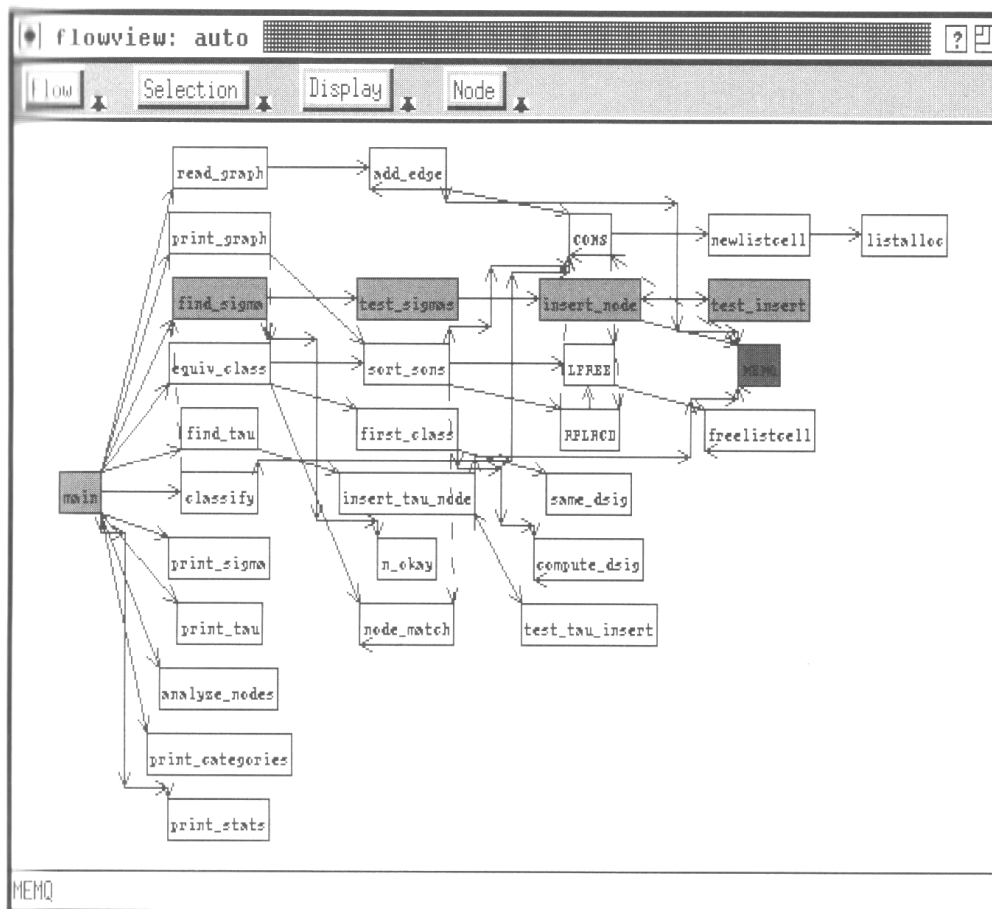 flowview: auto
?
Flow Selection Display Node
read_graph add_edge
print_graph CONS newlistcell listalloc
find_sigma test_sigmas insert_node test_insert
equiv_class sort_sons LFREE MEMQ
find_tau first_class RPLACD freelistcell
main classify insert_tau_node same_dsig
print_sigma n_okay compute_dsig
print_tau node_match test_tau_insert
analyze_nodes
print_categories
print_stats
MEMQ